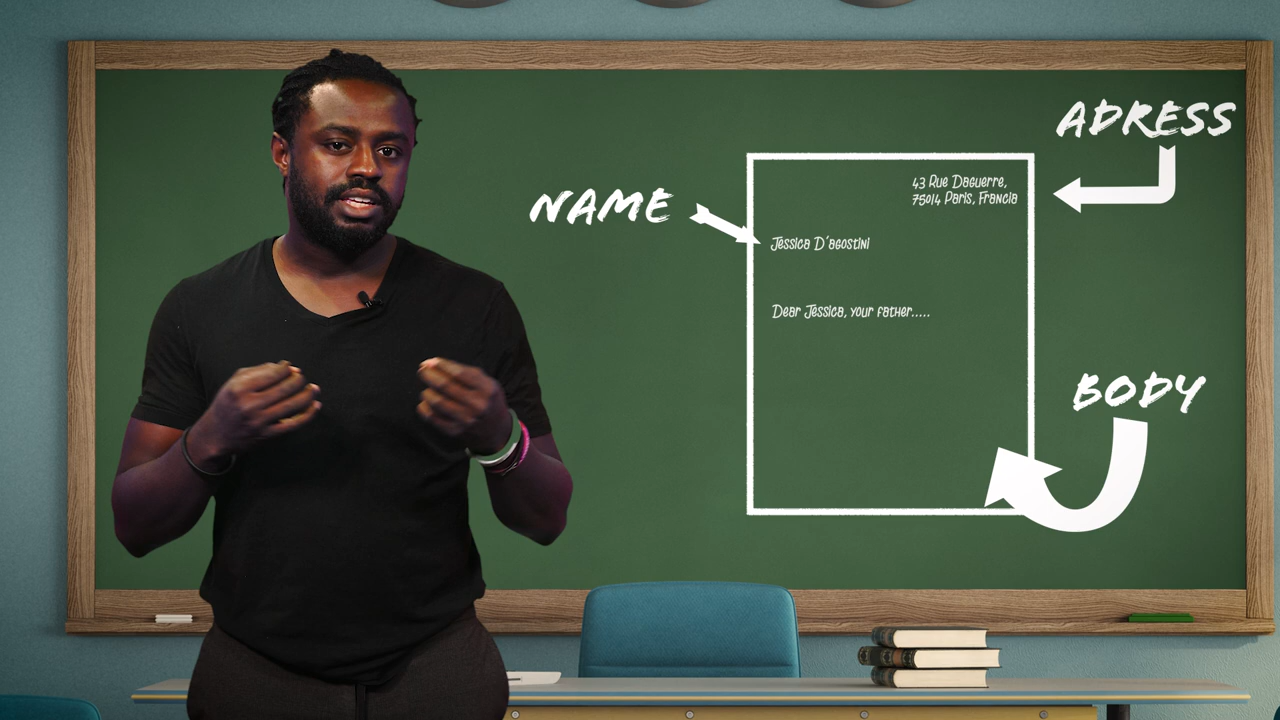 ADRESS
43 Rue Daguerre,
75014 Paris, Francia
NAME
Jessica D'agostini
Dear Jessica, your father.....
BODY